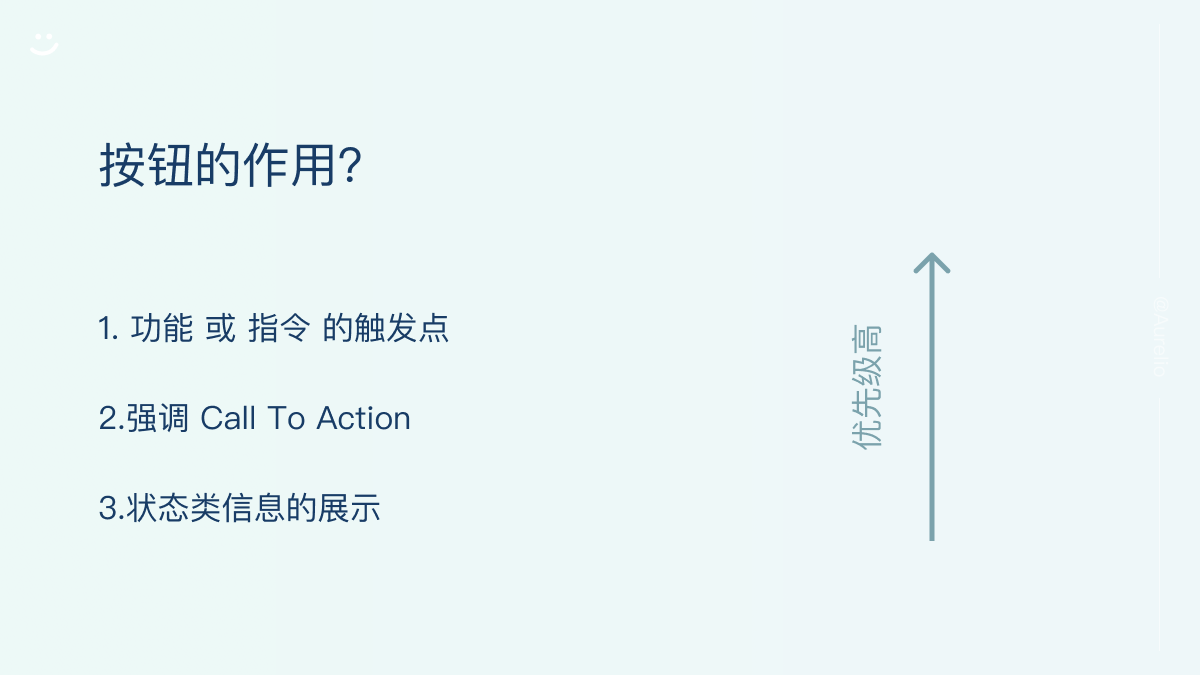 按钮的作用?
1. 功能 或 指令 的触发点
2.强调 Call To Action
3.状态类信息的展示
优先级高
@Aurelio